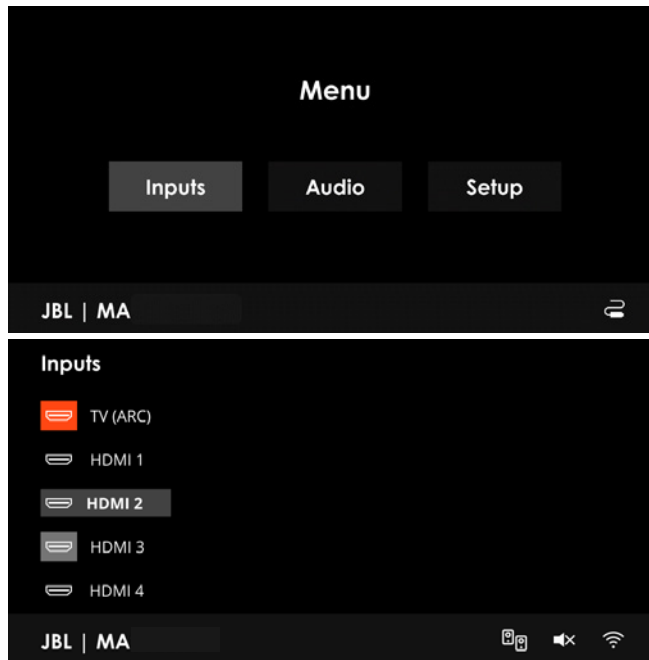 Menu
Inputs Audio Setup
JBL | MA
Inputs
TV (ARC)
HDMI 1
HDMI 2
HDMI 3
HDMI 4
JBL | MA